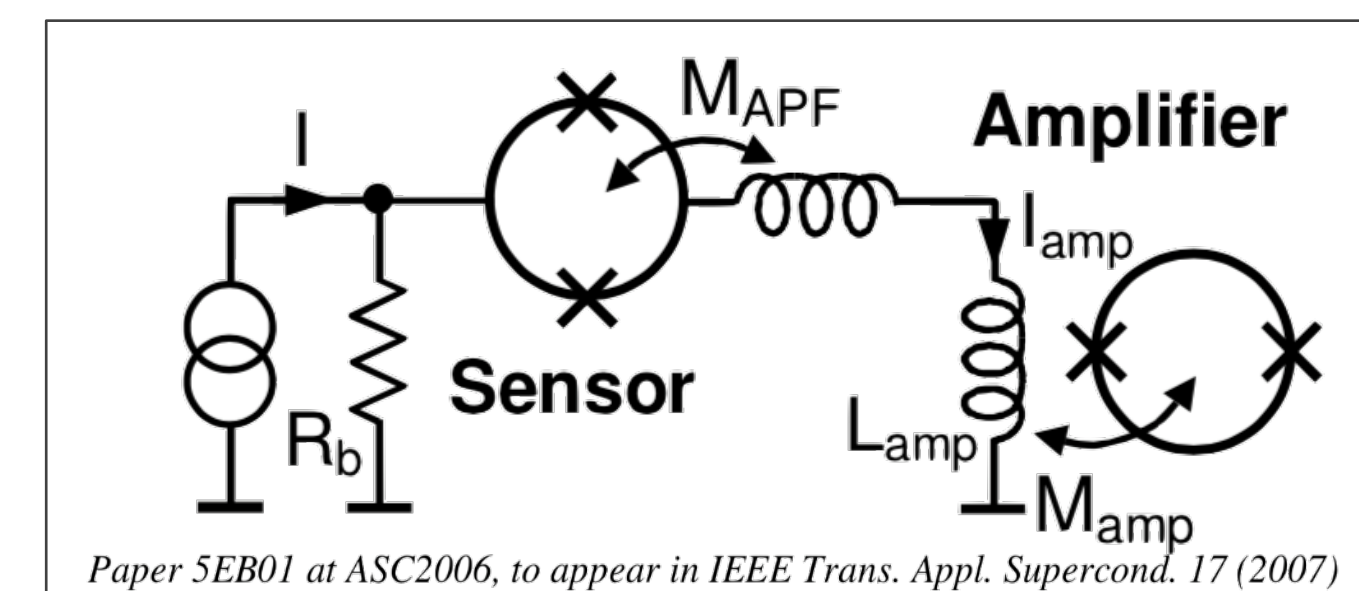 M_APF
Amplifier
I
I_amp
Sensor
R_b
L_amp
M_amp
Paper 5EB01 at ASC2006, to appear in IEEE Trans. Appl. Supercond. 17 (2007)